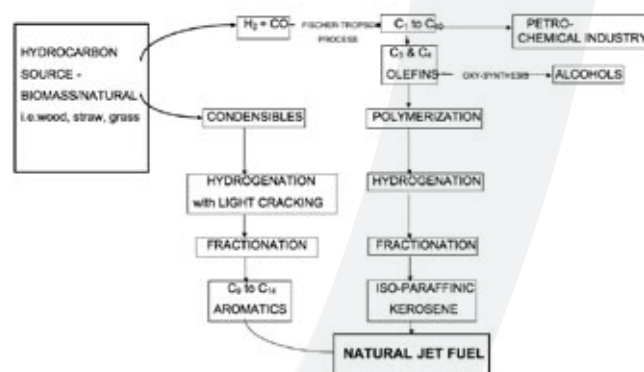 H₂ + CO
FISCHER-TROPSCH
PROCESS
C₁ to C₄₀
PETRO-
CHEMICAL INDUSTRY
HYDROCARBON
SOURCE -
BIOMASS/NATURAL
i.e.wood, straw, grass
C₃ & C₄
OLEFINS
OXY-SYNTHESIS
ALCOHOLS
CONDENSIBLES
POLYMERIZATION
HYDROGENATION
with LIGHT CRACKING
HYDROGENATION
FRACTIONATION
FRACTIONATION
to
AROMATICS
ISO-PARAFFINIC
KEROSENE
NATURAL JET FUEL